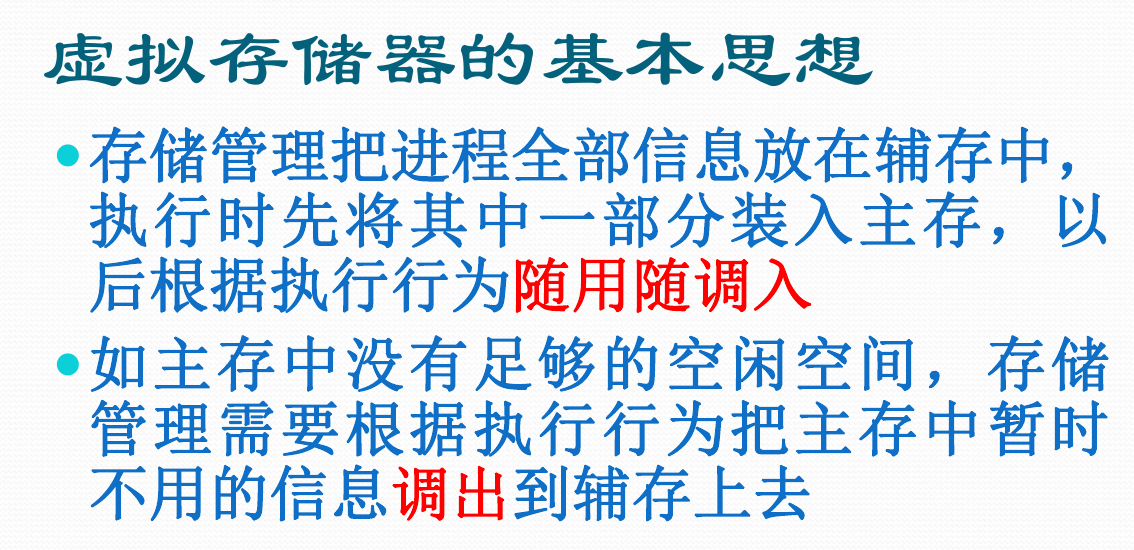 虚拟存储器的基本思想
•存储管理把进程全部信息放在辅存中，
执行时先将其中一部分装入主存，以
后根据执行行为随用随调入
•如主存中没有足够的空闲空间，存储
管理需要根据执行行为把主存中暂时
不用的信息调出到辅存上去